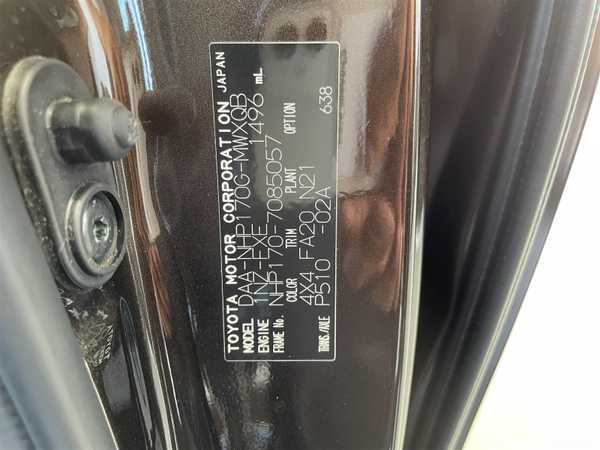 TOYOTA MOTOR CORPORATION JAPAN
MODEL DAA-NHP170G-MWXQB
ENGINE 1NZ-EXE 1496 mL
FRAME No. NHP170-7085057
COLOR TRIM PLANT OPTION
4X4 FA20 N21
TRANS/AXLE P510 -02A 638